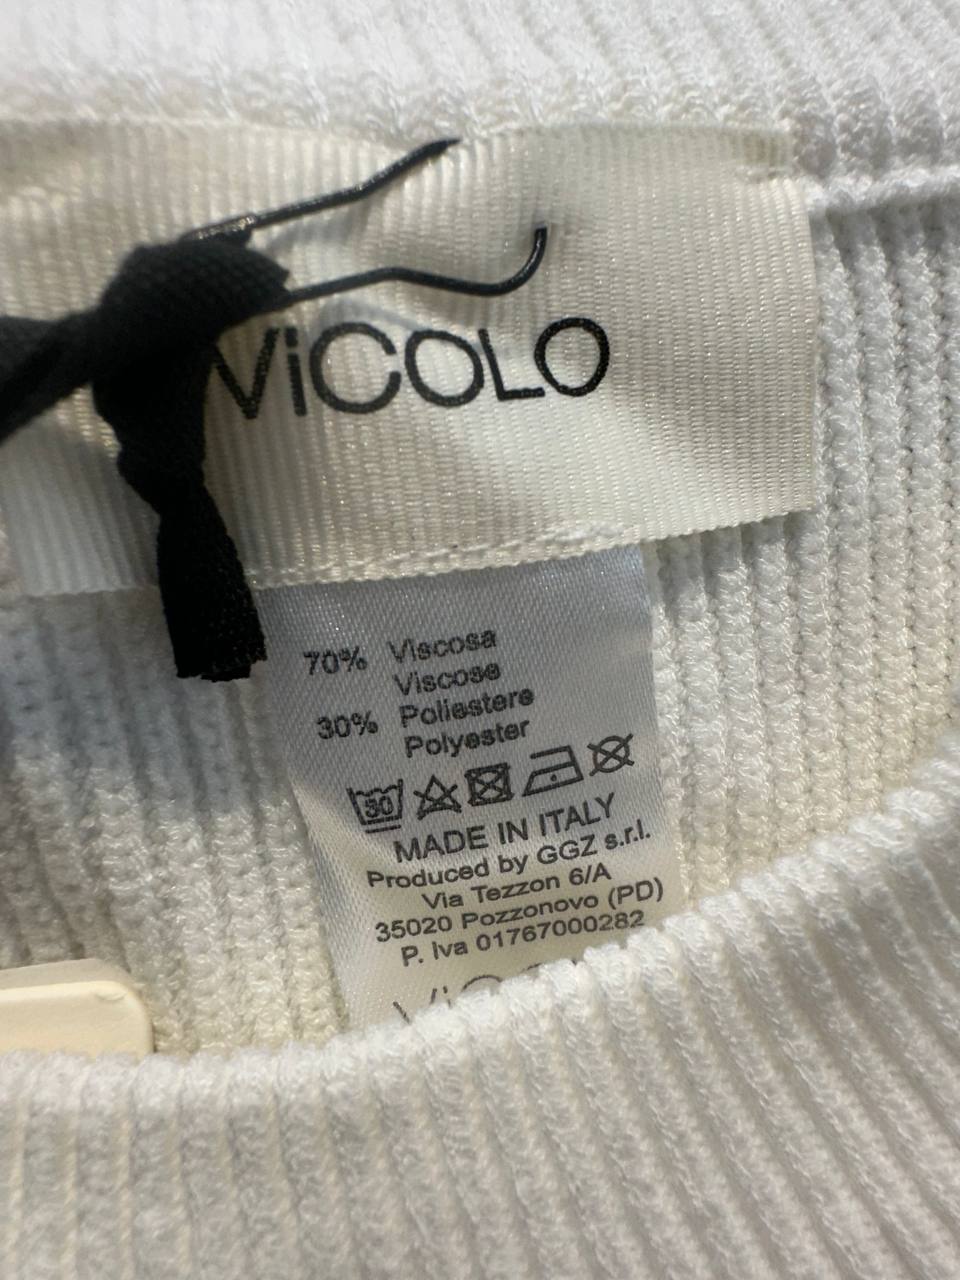 ViCOLO
70% Viscosa
Viscose
30% Poliestere
Polyester
30
MADE IN ITALY
Produced by GGZ s.r.l.
Via Tezzon 6/A
35020 Pozzonovo (PD)
P. Iva 01767000282